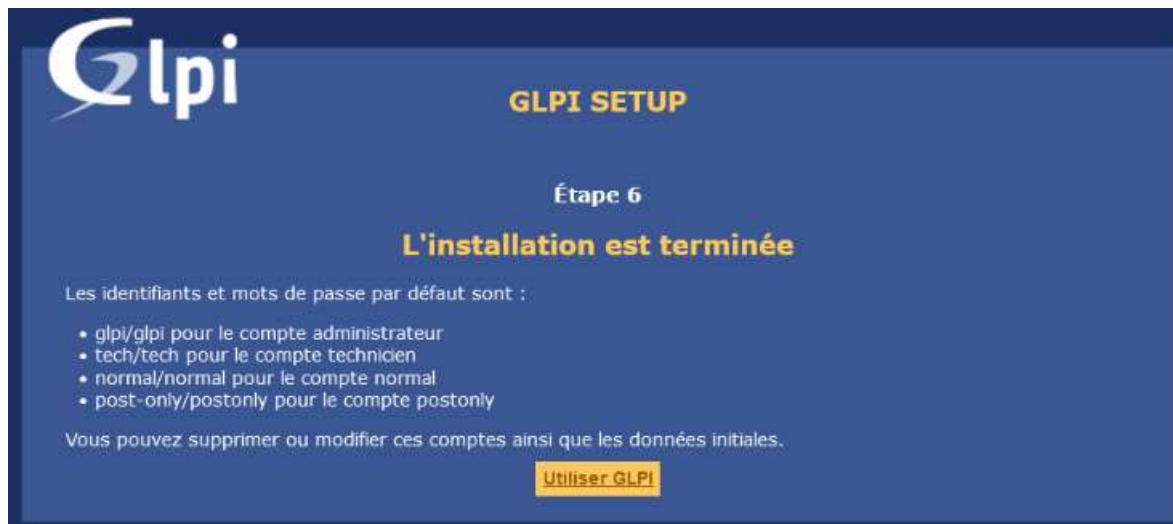 Glpi
GLPI SETUP
Étape 6
L'installation est terminée
Les identifiants et mots de passe par défaut sont :
• glpi/glpi pour le compte administrateur
• tech/tech pour le compte technicien
• normal/normal pour le compte normal
• post-only/postonly pour le compte postonly
Vous pouvez supprimer ou modifier ces comptes ainsi que les données initiales.
Utiliser GLPI